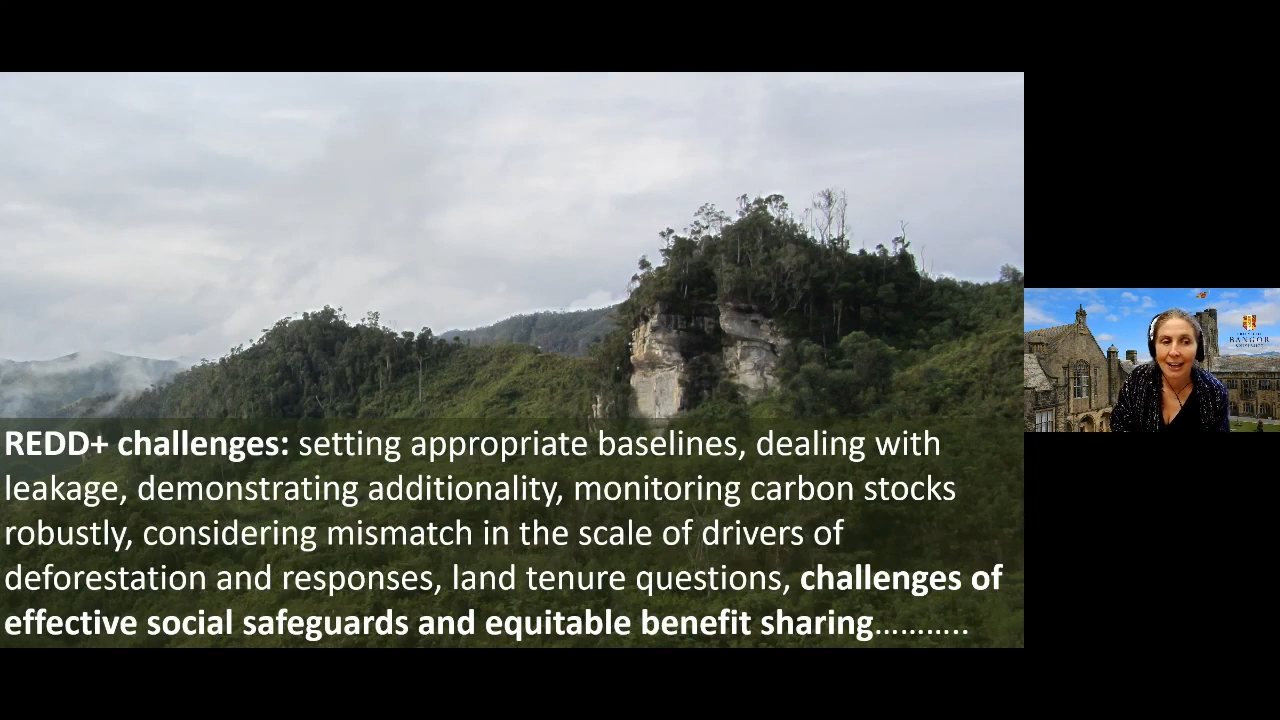 REDD+ challenges: setting appropriate baselines, dealing with
leakage, demonstrating additionality, monitoring carbon stocks
robustly, considering mismatch in the scale of drivers of
deforestation and responses, land tenure questions, challenges of
effective social safeguards and equitable benefit sharing………..
BANGOR